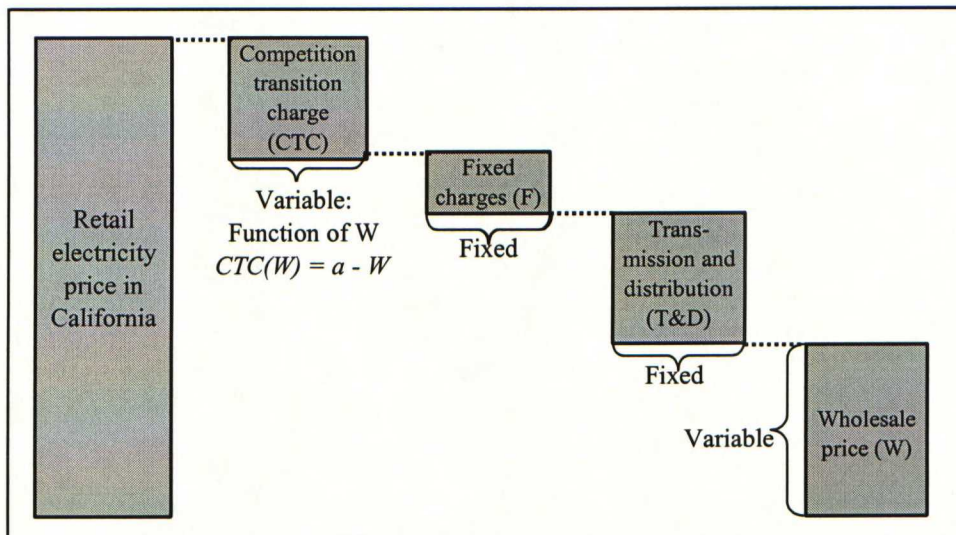 Retail
electricity
price in
California
Competition
transition
charge
(CTC)
Variable:
Function of W
CTC(W) = a - W
Fixed
charges (F)
Fixed
Trans-
mission and
distribution
(T&D)
Fixed
Variable
Wholesale
price (W)